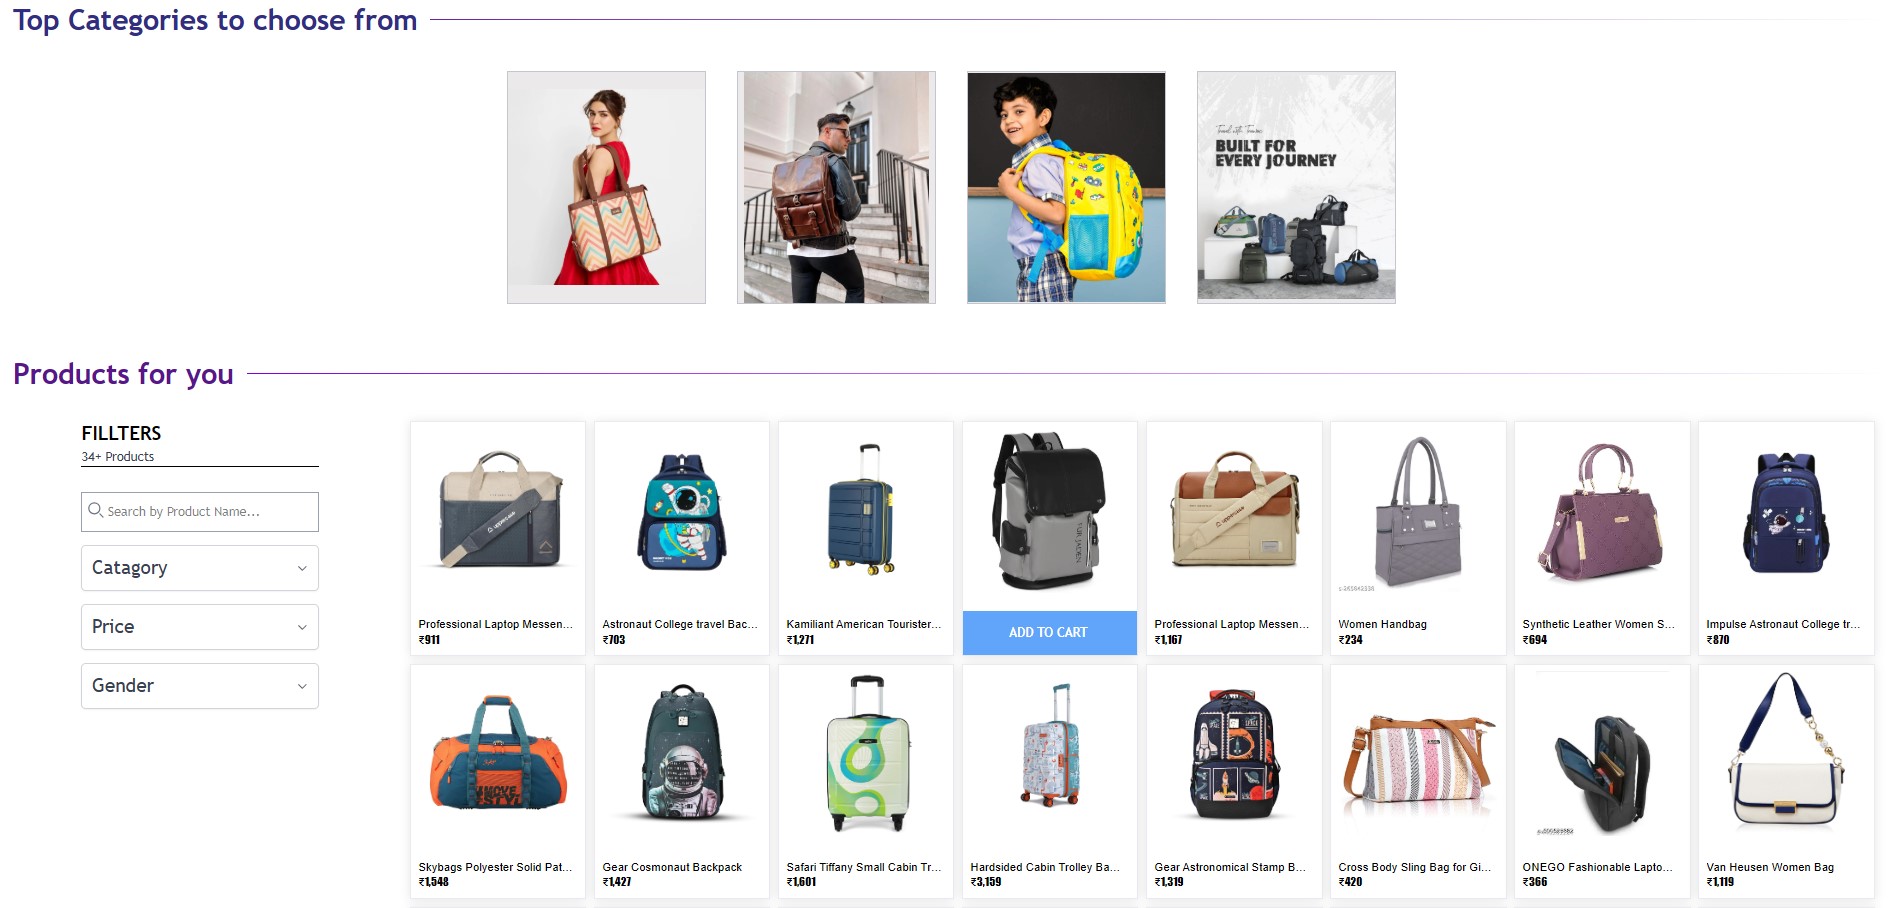 Top Categories to choose from
BUILT FOR
EVERY JOURNEY
Products for you
FILLTERS
34+ Products
Search by Product Name...
Catagory
Price
Gender
Professional Laptop Messen...
₹911
Astronaut College travel Bac...
₹703
Kamiliant American Tourister...
₹1,271
ADD TO CART
Professional Laptop Messen...
₹1,167
Women Handbag
₹234
Synthetic Leather Women S...
₹694
Impulse Astronaut College tr...
₹870
Skybags Polyester Solid Pat...
₹1,548
Gear Cosmonaut Backpack
₹1,427
Safari Tiffany Small Cabin Tr...
₹1,601
Hardsided Cabin Trolley Ba...
₹3,159
Gear Astronomical Stamp B...
₹1,319
Cross Body Sling Bag for Gi...
₹420
ONEGO Fashionable Lapto...
₹366
Van Heusen Women Bag
₹1,119